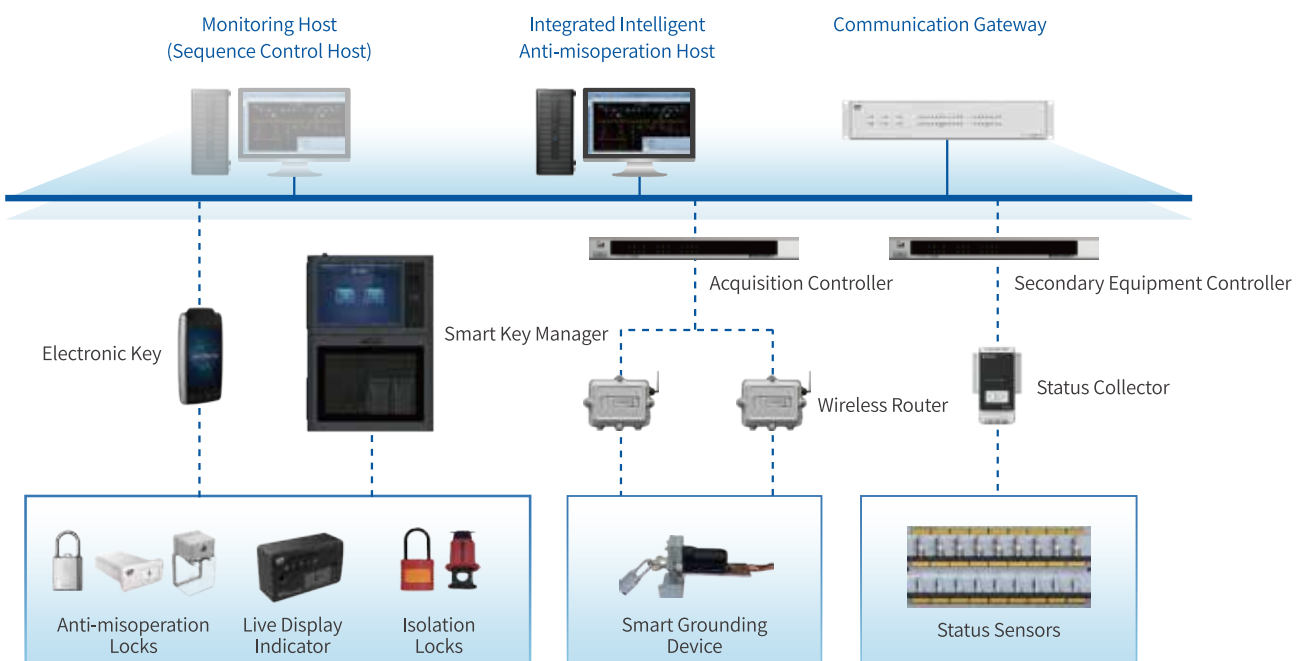 Monitoring Host
(Sequence Control Host)
Integrated Intelligent
Anti-misoperation Host
Communication Gateway
Acquisition Controller
Secondary Equipment Controller
Smart Key Manager
Electronic Key
Wireless Router
Status Collector
Anti-misoperation
Locks
Live Display
Indicator
Isolation
Locks
Smart Grounding
Device
Status Sensors